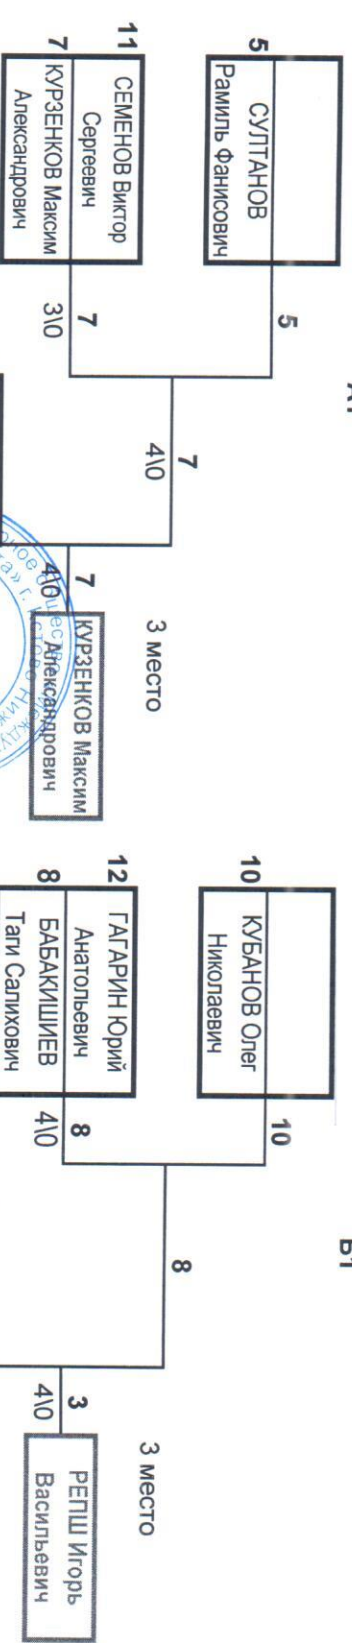 А1
5
СУЛТАНОВ
Рамиль Фанисович
5
11
СЕМЕНОВ Виктор
Сергеевич
7
КУРЗЕНКОВ Максим
Александрович
7
3\0
7
4\0
3 место
7
4\0
КУРЗЕНКОВ Максим
Александрович
Б1
10
КУБАНОВ Олег
Николаевич
10
12
ГАГАРИН Юрий
Анатольевич
8
БАБАКИШИЕВ
Таги Салихович
8
4\0
8
3 место
3
4\0
РЕПШ Игорь
Васильевич